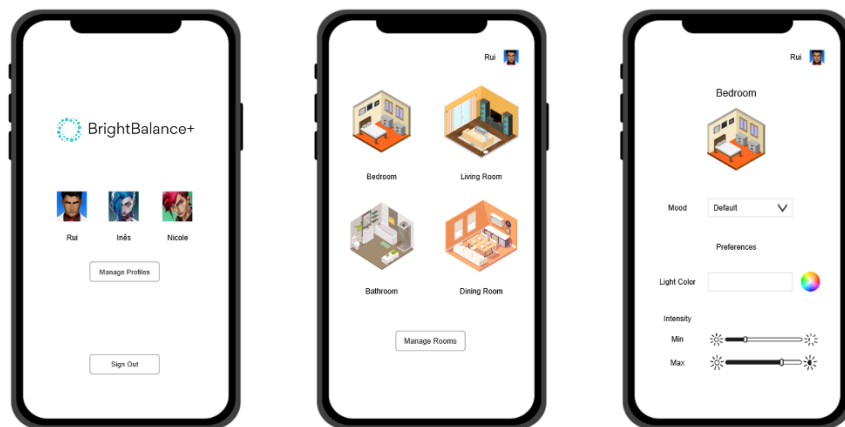 BrightBalance+
Rui Inês Nicole
Manage Profiles
Sign Out
Rui
Bedroom Living Room
Bathroom Dining Room
Manage Rooms
Rui
Bedroom
Mood Default
Preferences
Light Color
Intensity
Min
Max